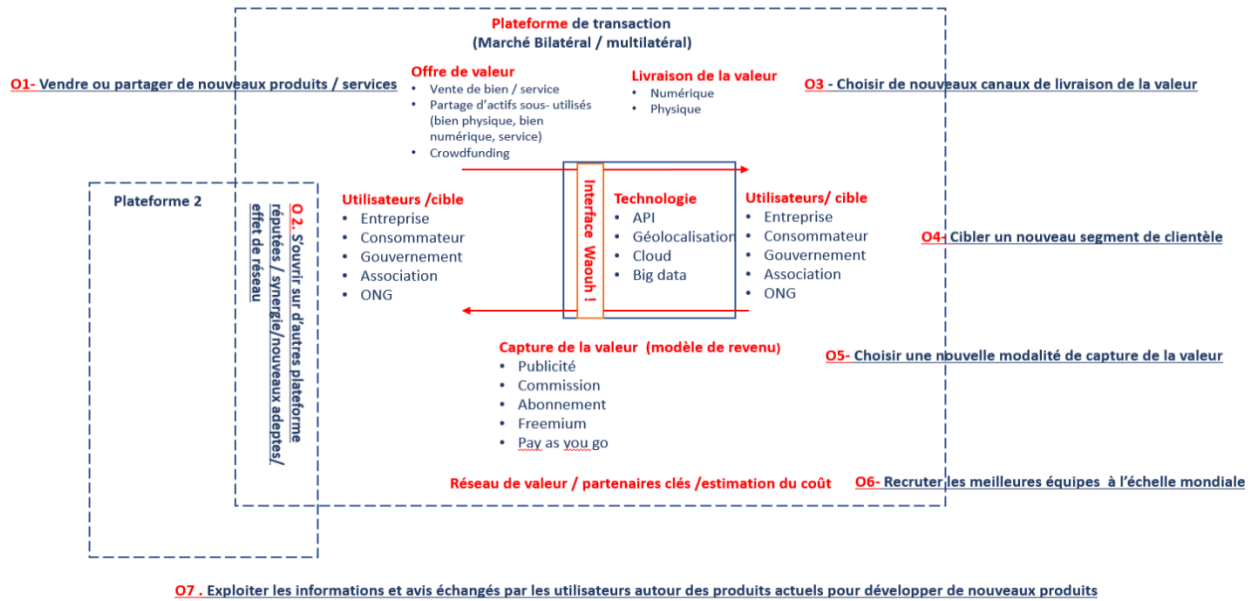 Plateforme de transaction
(Marché Bilatéral / multilatéral)
O1- Vendre ou partager de nouveaux produits / services
Offre de valeur
• Vente de bien / service
• Partage d'actifs sous- utilisés
(bien physique, bien
numérique, service)
• Crowdfunding
Livraison de la valeur
• Numérique
• Physique
O3 - Choisir de nouveaux canaux de livraison de la valeur
Plateforme 2
O 2. S'ouvrir sur d'autres plateforme
réputées / synergie/nouveaux adeptes/
effet de réseau
Utilisateurs /cible
• Entreprise
• Consommateur
• Gouvernement
• Association
• ONG
Interface Waouh !
Technologie
• API
• Géolocalisation
• Cloud
• Big data
Utilisateurs/ cible
• Entreprise
• Consommateur
• Gouvernement
• Association
• ONG
O4- Cibler un nouveau segment de clientèle
Capture de la valeur (modèle de revenu)
• Publicité
• Commission
• Abonnement
• Freemium
• Pay as you go
O5- Choisir une nouvelle modalité de capture de la valeur
Réseau de valeur / partenaires clés /estimation du coût
O6- Recruter les meilleures équipes à l'échelle mondiale
O7 . Exploiter les informations et avis échangés par les utilisateurs autour des produits actuels pour développer de nouveaux produits